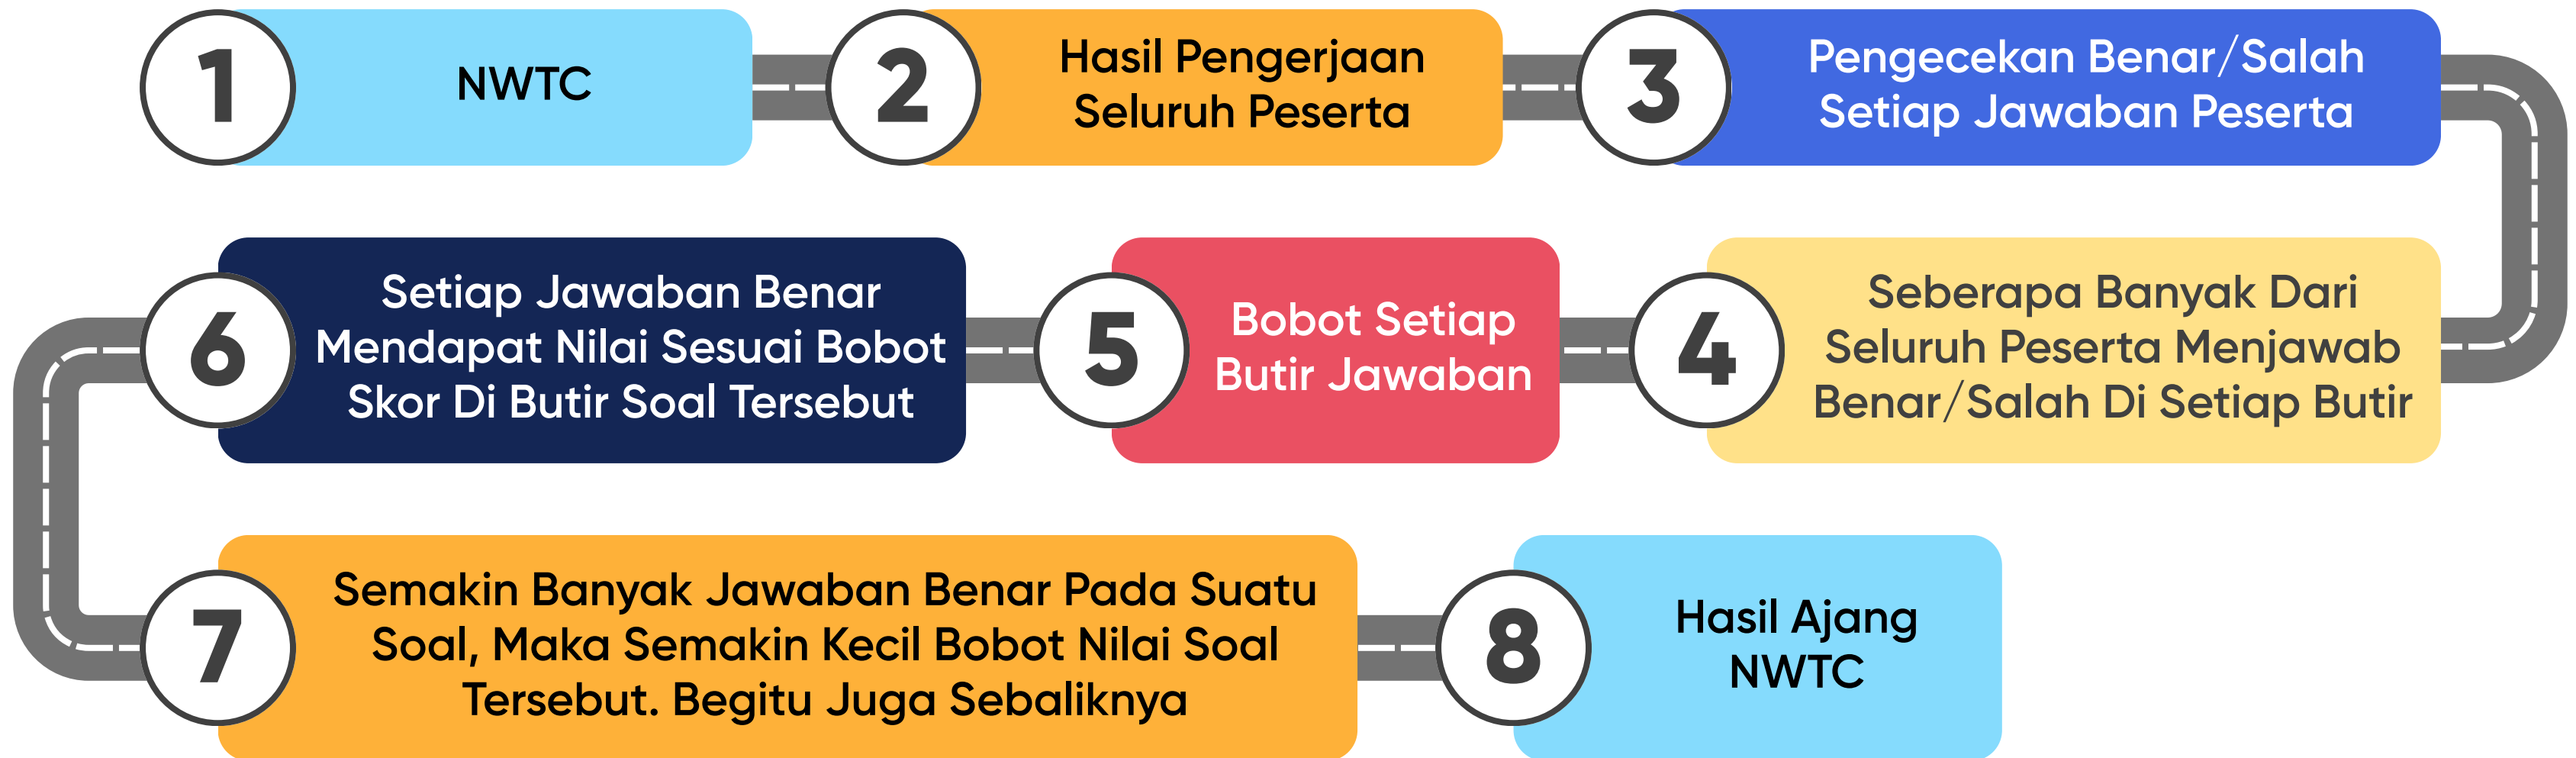 1
NWTC
2
Hasil Pengerjaan
Seluruh Peserta
3
Pengecekan Benar/Salah
Setiap Jawaban Peserta
4
Seberapa Banyak Dari
Seluruh Peserta Menjawab
Benar/Salah Di Setiap Butir
5
Bobot Setiap
Butir Jawaban
6
Setiap Jawaban Benar
Mendapat Nilai Sesuai Bobot
Skor Di Butir Soal Tersebut
7
Semakin Banyak Jawaban Benar Pada Suatu
Soal, Maka Semakin Kecil Bobot Nilai Soal
Tersebut. Begitu Juga Sebaliknya
8
Hasil Ajang
NWTC